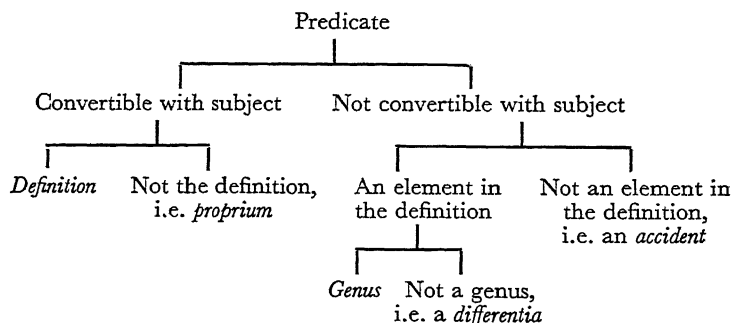 Predicate
Convertible with subject
Not convertible with subject
Definition
Not the definition,
i.e. proprium
An element in
the definition
Not an element in
the definition,
i.e. an accident
Genus
Not a genus,
i.e. a differentia